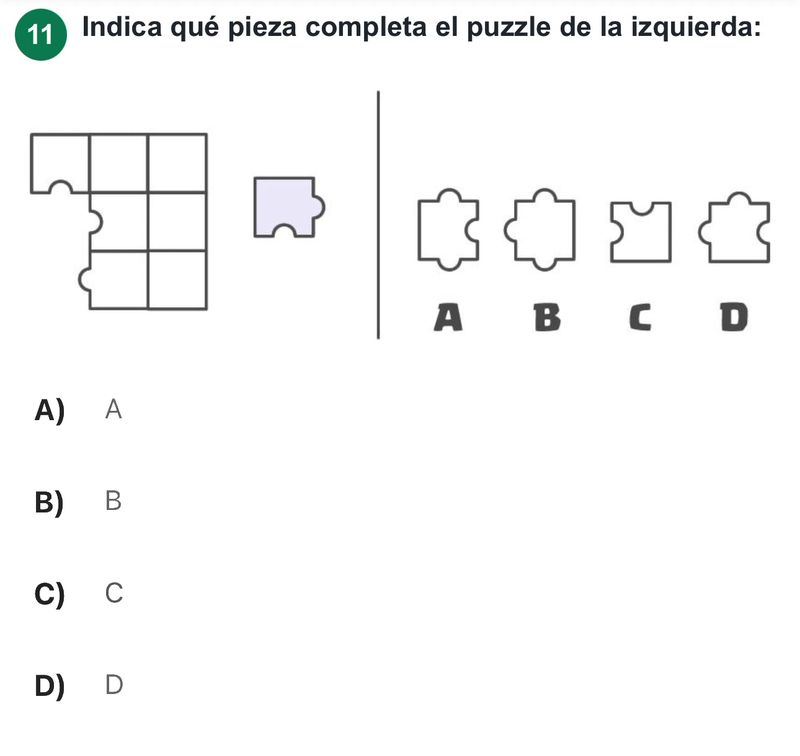 11 Indica qué pieza completa el puzzle de la izquierda:
A B C D
A) A
B) B
C) C
D) D